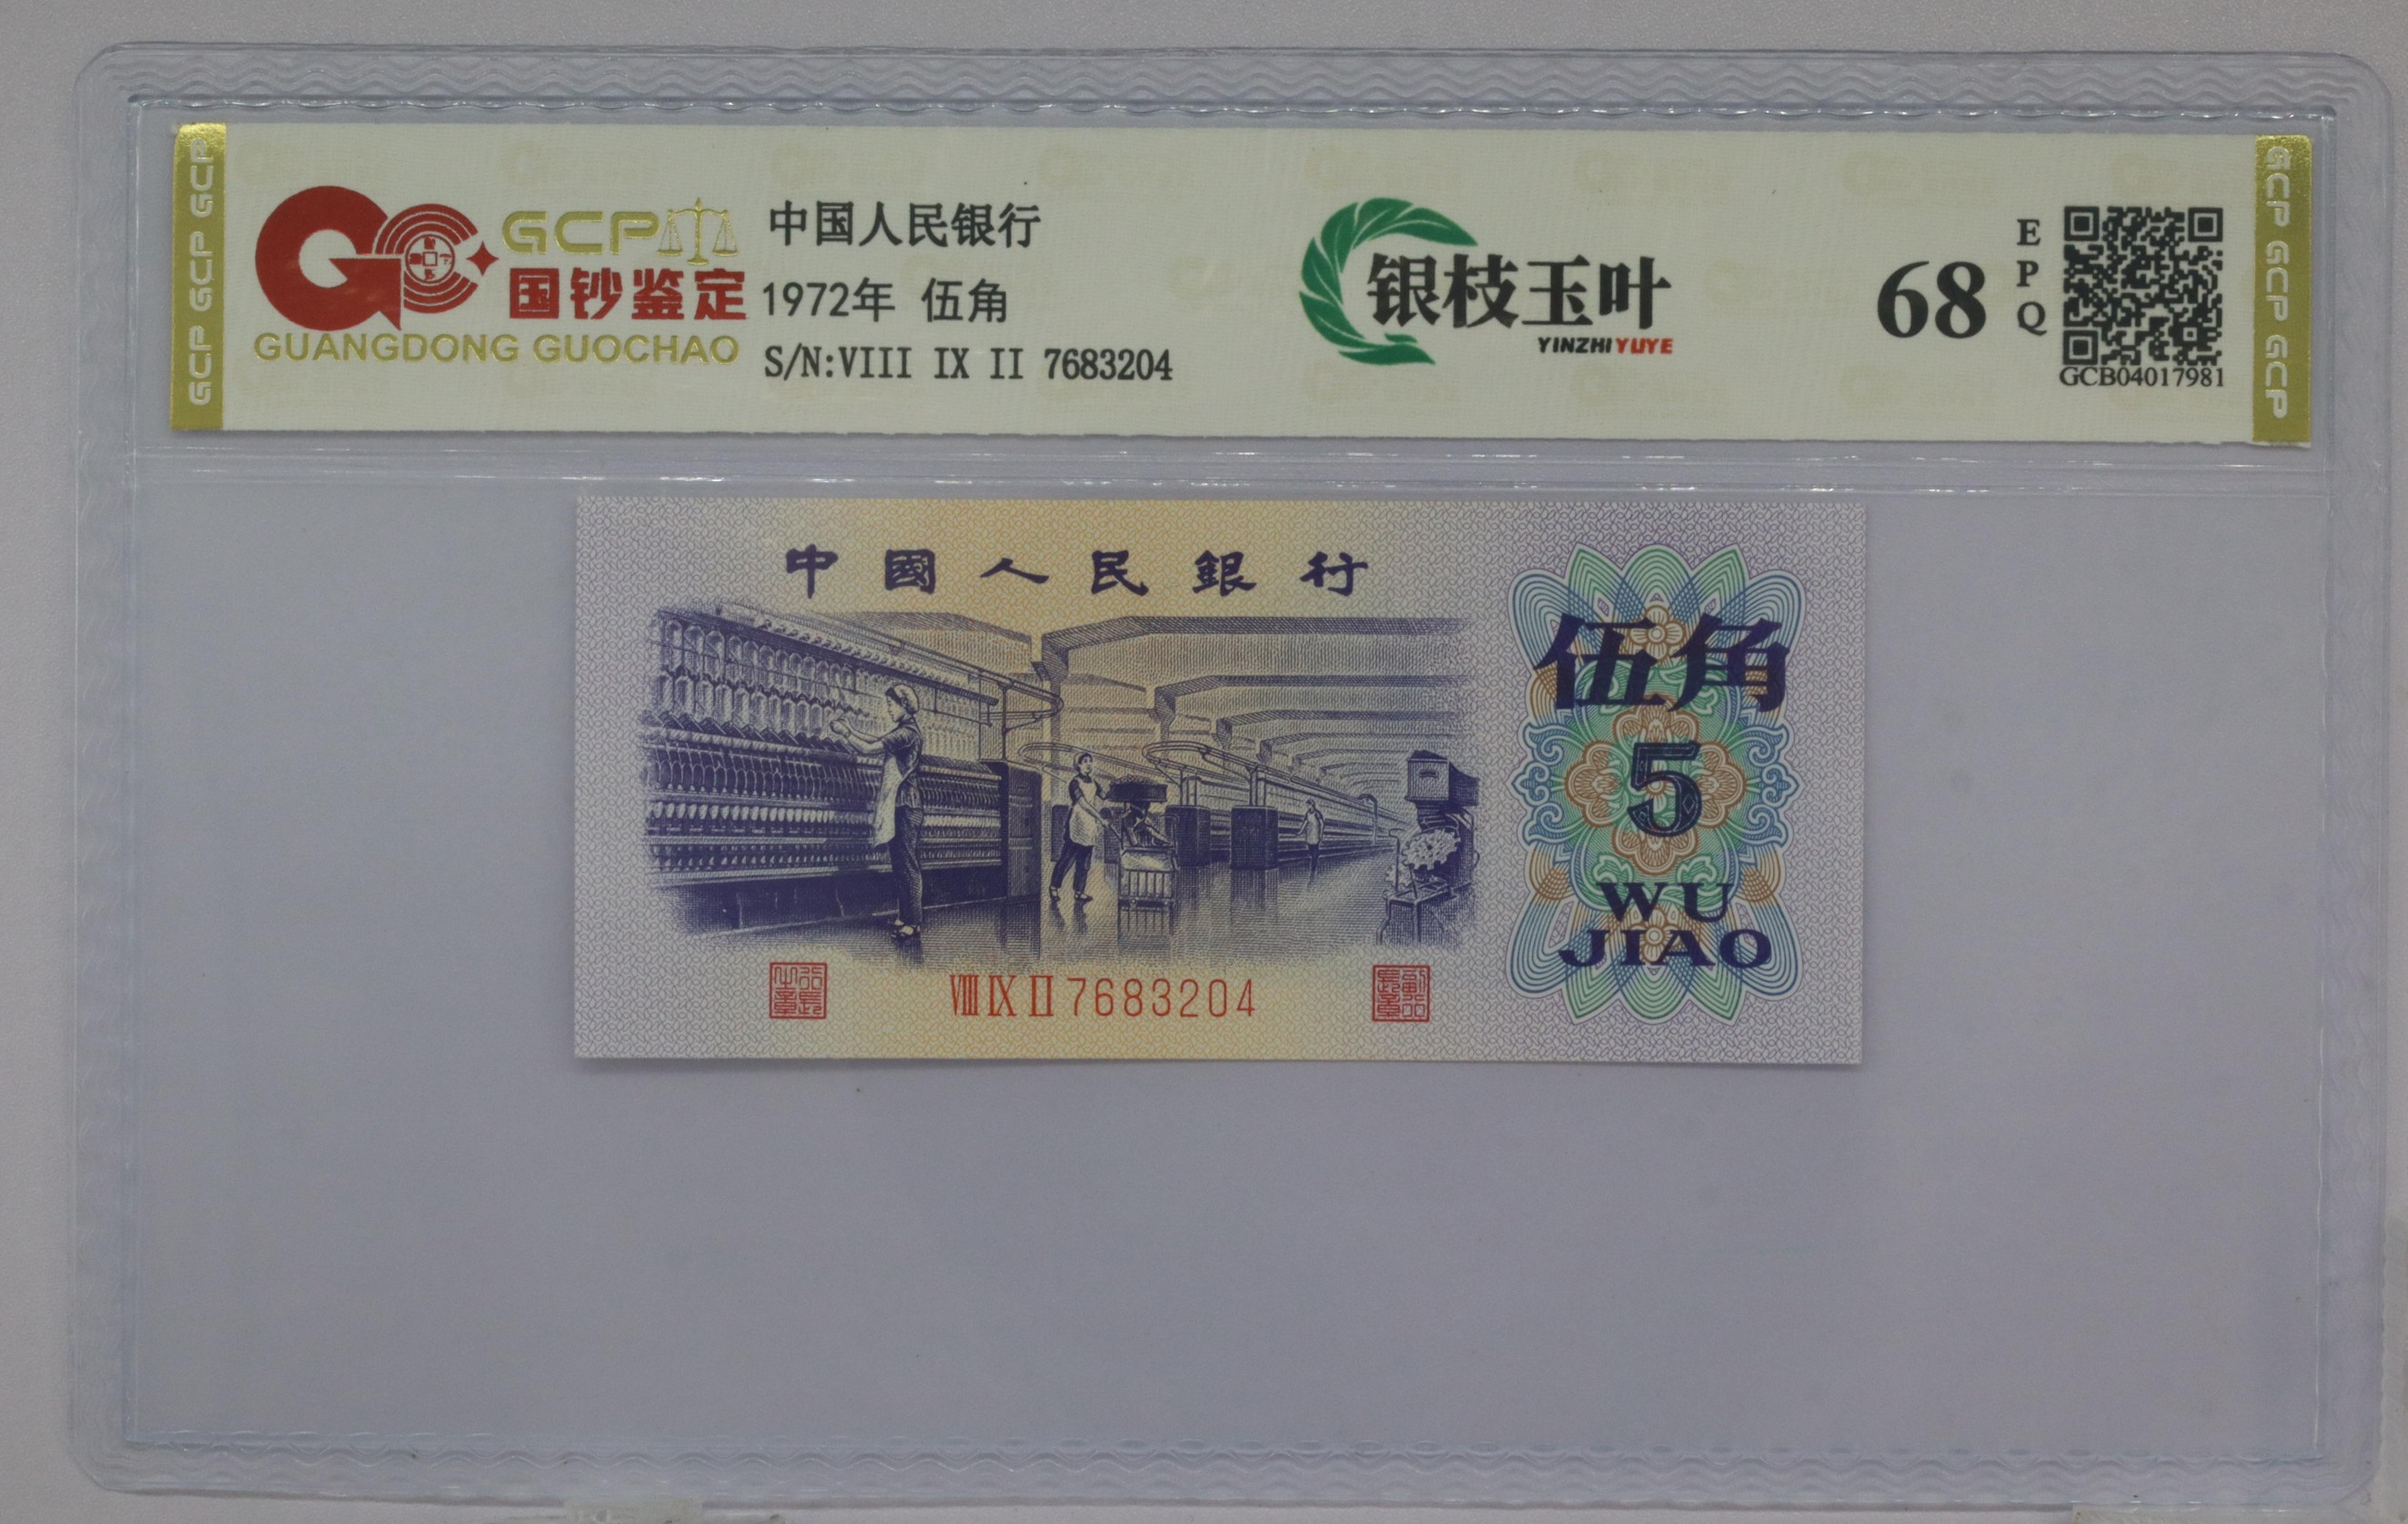 GCP GCP GCP
GCP
国钞鉴定
GUANGDONG GUOCHAO
中国人民银行
1972年 伍角
S/N:VIII IX II 7683204
银枝玉叶
YINZHIYUYE
68
EPQ
GCB04017981
GCP GCP GCP
中國人民銀行
伍角
5
WU
JIAO
VIII IX II 7683204